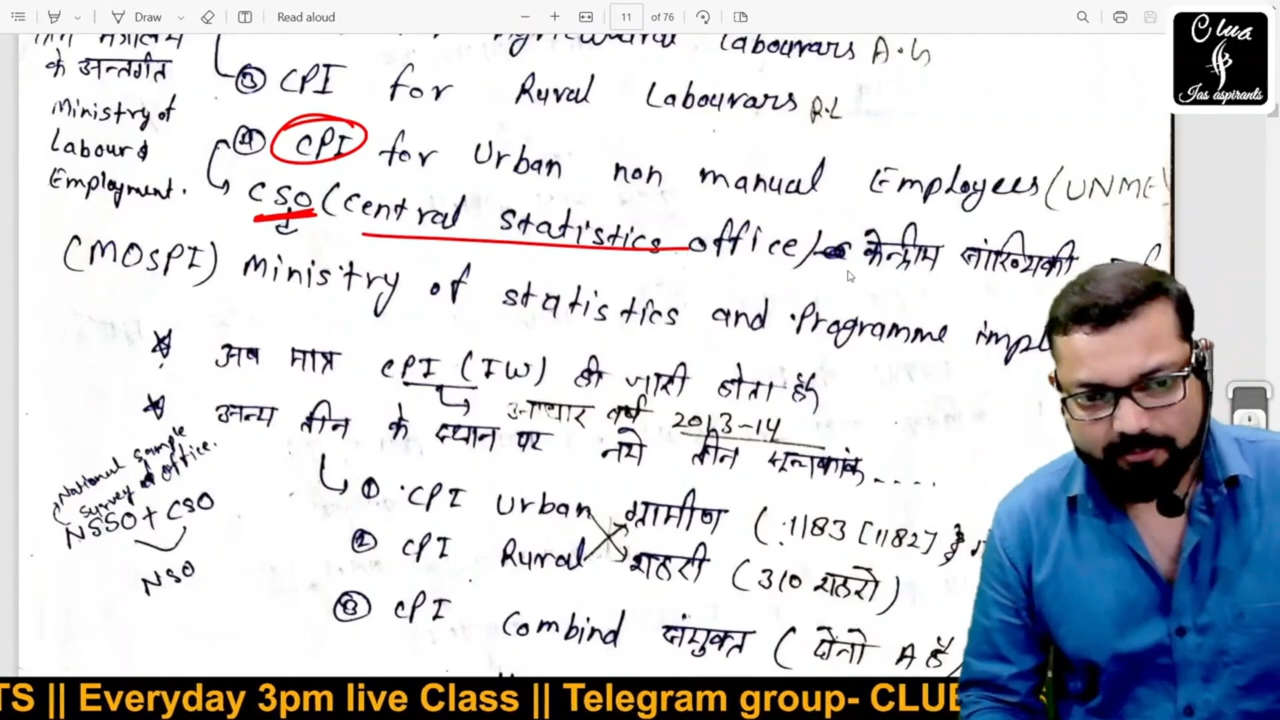 Draw
Read aloud
11 of 76
Clua
Ias aspirants
Labourars A.L
के अन्तर्गत
③ CPI for Rural Labourars R.L
Ministry of
Labour &
Employment.
④ CPI for Urban non manual Employees (UNME)
CSO (Central Statistics office) केन्द्रीय सांख्यिकी
(MOSPI) Ministry of statistics and Programme impl
अब मात्र CPI (IW) ही जारी होता है
आधार वर्ष 2013-14
अन्य तीन के स्थान पर नये तीन सूचकांक....
National Sample
Survey office.
NSSO + CSO
NSO
① CPI Urban ग्रामीण (1183 [1182]
② CPI Rural शहरी (310 शहरो)
③ CPI Combind संयुक्त (दोनो A है
TS || Everyday 3pm live Class || Telegram group- CLUE